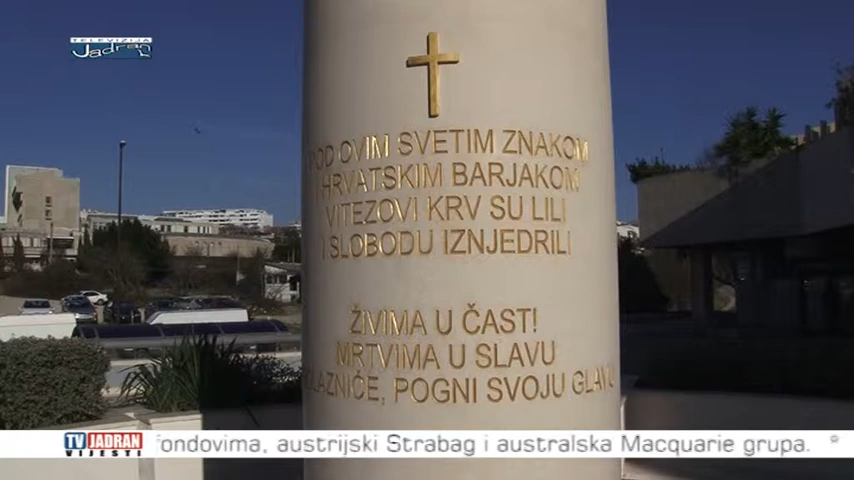 TELEVIZIJA
Jadran
POD OVIM SVETIM ZNAKOM
I HRVATSKIM BARJAKOM
VITEZOVI KRV SU LILI
I SLOBODU IZNJEDRILI
ŽIVIMA U ČAST!
MRTVIMA U SLAVU
PROLAZNIČE, POGNI SVOJU GLAVU
TV JADRAN
VIJESTI
fondovima, austrijski Strabag i australska Macquarie grupa. *